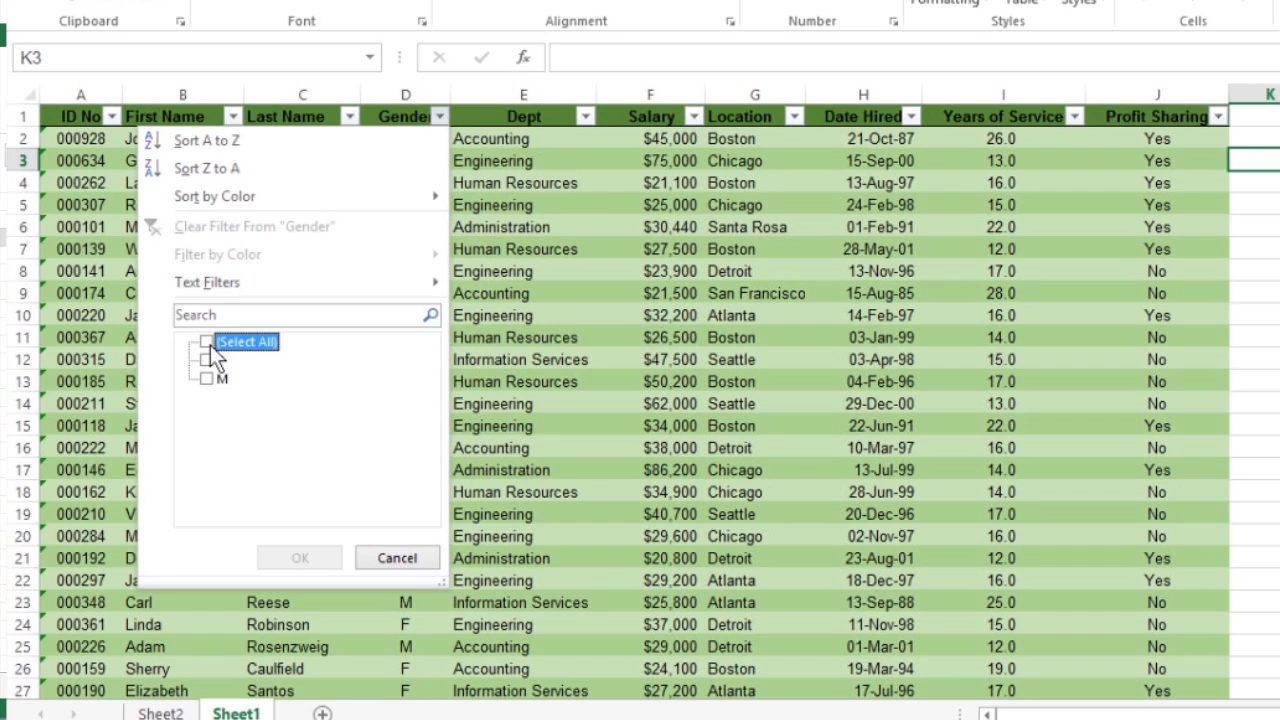 Clipboard Font Alignment Number Styles Cells
K3
A B C D E F G H I J K
1 ID No First Name Last Name Gender Dept Salary Location Date Hired Years of Service Profit Sharing
2 000928 Accounting $45,000 Boston 21-Oct-87 26.0 Yes
Sort A to Z
3 000634 G Engineering $75,000 Chicago 15-Sep-00 13.0 Yes
Sort Z to A
4 000262 La Human Resources $21,100 Boston 13-Aug-97 16.0 Yes
Sort by Color
5 000307 R Engineering $25,000 Chicago 24-Feb-98 15.0 Yes
6 000101 M Administration $30,440 Santa Rosa 01-Feb-91 22.0 Yes
Clear Filter From "Gender"
7 000139 W Human Resources $27,500 Boston 28-May-01 12.0 Yes
Filter by Color
8 000141 A Engineering $23,900 Detroit 13-Nov-96 17.0 No
Text Filters
9 000174 C Accounting $21,500 San Francisco 15-Aug-85 28.0 No
10 000220 Ja Engineering $32,200 Atlanta 14-Feb-97 16.0 Yes
Search
11 000367 A Human Resources $26,500 Boston 03-Jan-99 14.0 No
(Select All)
12 000315 D Information Services $47,500 Seattle 03-Apr-98 15.0 No
13 000185 R Human Resources $50,200 Boston 04-Feb-96 17.0 No
M
14 000211 St Engineering $62,000 Seattle 29-Dec-00 13.0 No
15 000118 Ja Engineering $34,000 Boston 22-Jun-91 22.0 Yes
16 000222 M Accounting $38,000 Detroit 10-Mar-97 16.0 No
17 000146 E Administration $86,200 Chicago 13-Jul-99 14.0 Yes
18 000162 K Human Resources $34,900 Chicago 28-Jun-99 14.0 No
19 000210 V Engineering $40,700 Seattle 20-Dec-96 17.0 No
20 000284 M Engineering $29,600 Chicago 02-Nov-97 16.0 No
OK Cancel
21 000192 D Administration $20,800 Detroit 23-Aug-01 12.0 Yes
22 000297 Ja Engineering $29,200 Atlanta 18-Dec-97 16.0 Yes
23 000348 Carl Reese M Information Services $25,800 Atlanta 13-Sep-88 25.0 No
24 000361 Linda Robinson F Engineering $37,000 Detroit 11-Nov-98 15.0 No
25 000226 Adam Rosenzweig M Accounting $29,000 Detroit 01-Mar-01 12.0 No
26 000159 Sherry Caulfield F Accounting $24,100 Boston 19-Mar-94 19.0 No
27 000190 Elizabeth Santos F Information Services $27,200 Atlanta 17-Jul-96 17.0 Yes
Sheet2 Sheet1